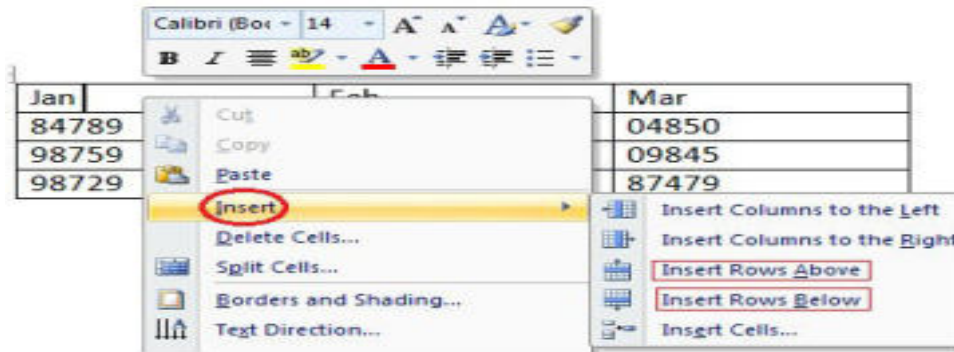 Calibri (Boc 14 A A A
B I ab A
Jan Feb Mar
84789 04850
98759 09845
98729 87479
Cut
Copy
Paste
Insert
Delete Cells...
Split Cells...
Borders and Shading...
Text Direction...
Insert Columns to the Left
Insert Columns to the Right
Insert Rows Above
Insert Rows Below
Insert Cells...